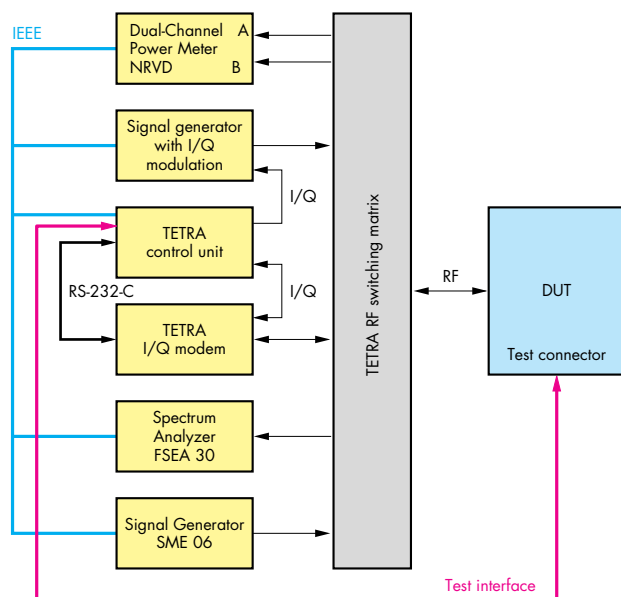 IEEE
Dual-Channel A
Power Meter
NRVD B
Signal generator
with I/Q
modulation
I/Q
TETRA
control unit
RS-232-C
I/Q
TETRA
I/Q modem
Spectrum
Analyzer
FSEA 30
Signal Generator
SME 06
TETRA RF switching matrix
RF
DUT
Test connector
Test interface